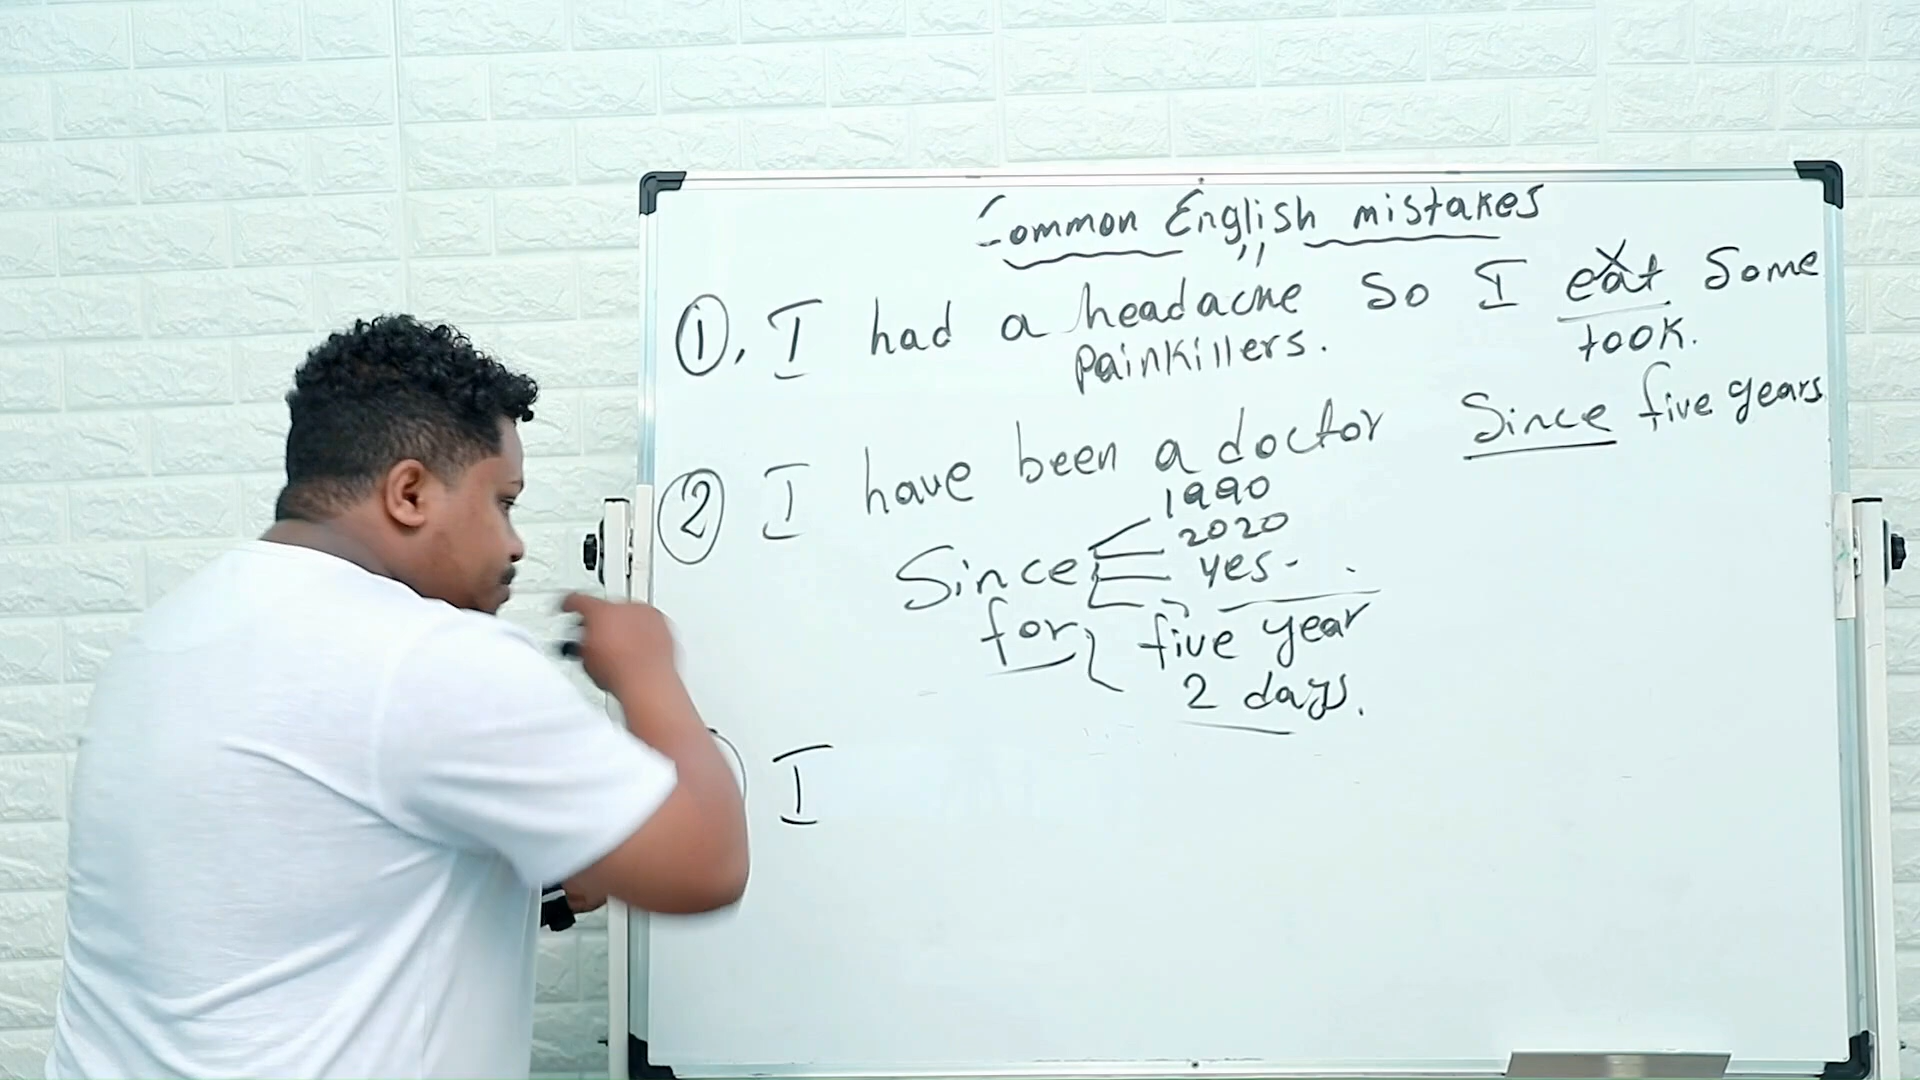 Common English mistakes
1, I had a headache so I eat some
painkillers. took.
2 I have been a doctor Since five years
1990
2020
Since yes-
for five year
2 days.
I